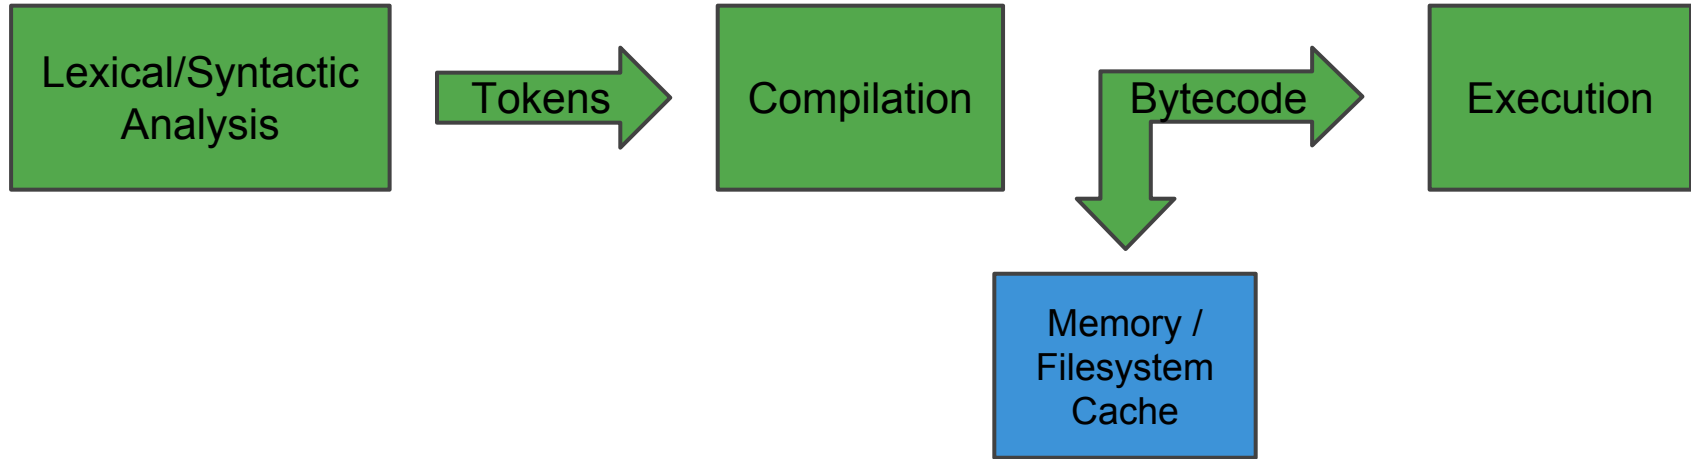 Lexical/Syntactic
Analysis
Tokens
Compilation
Bytecode
Execution
Memory /
Filesystem
Cache